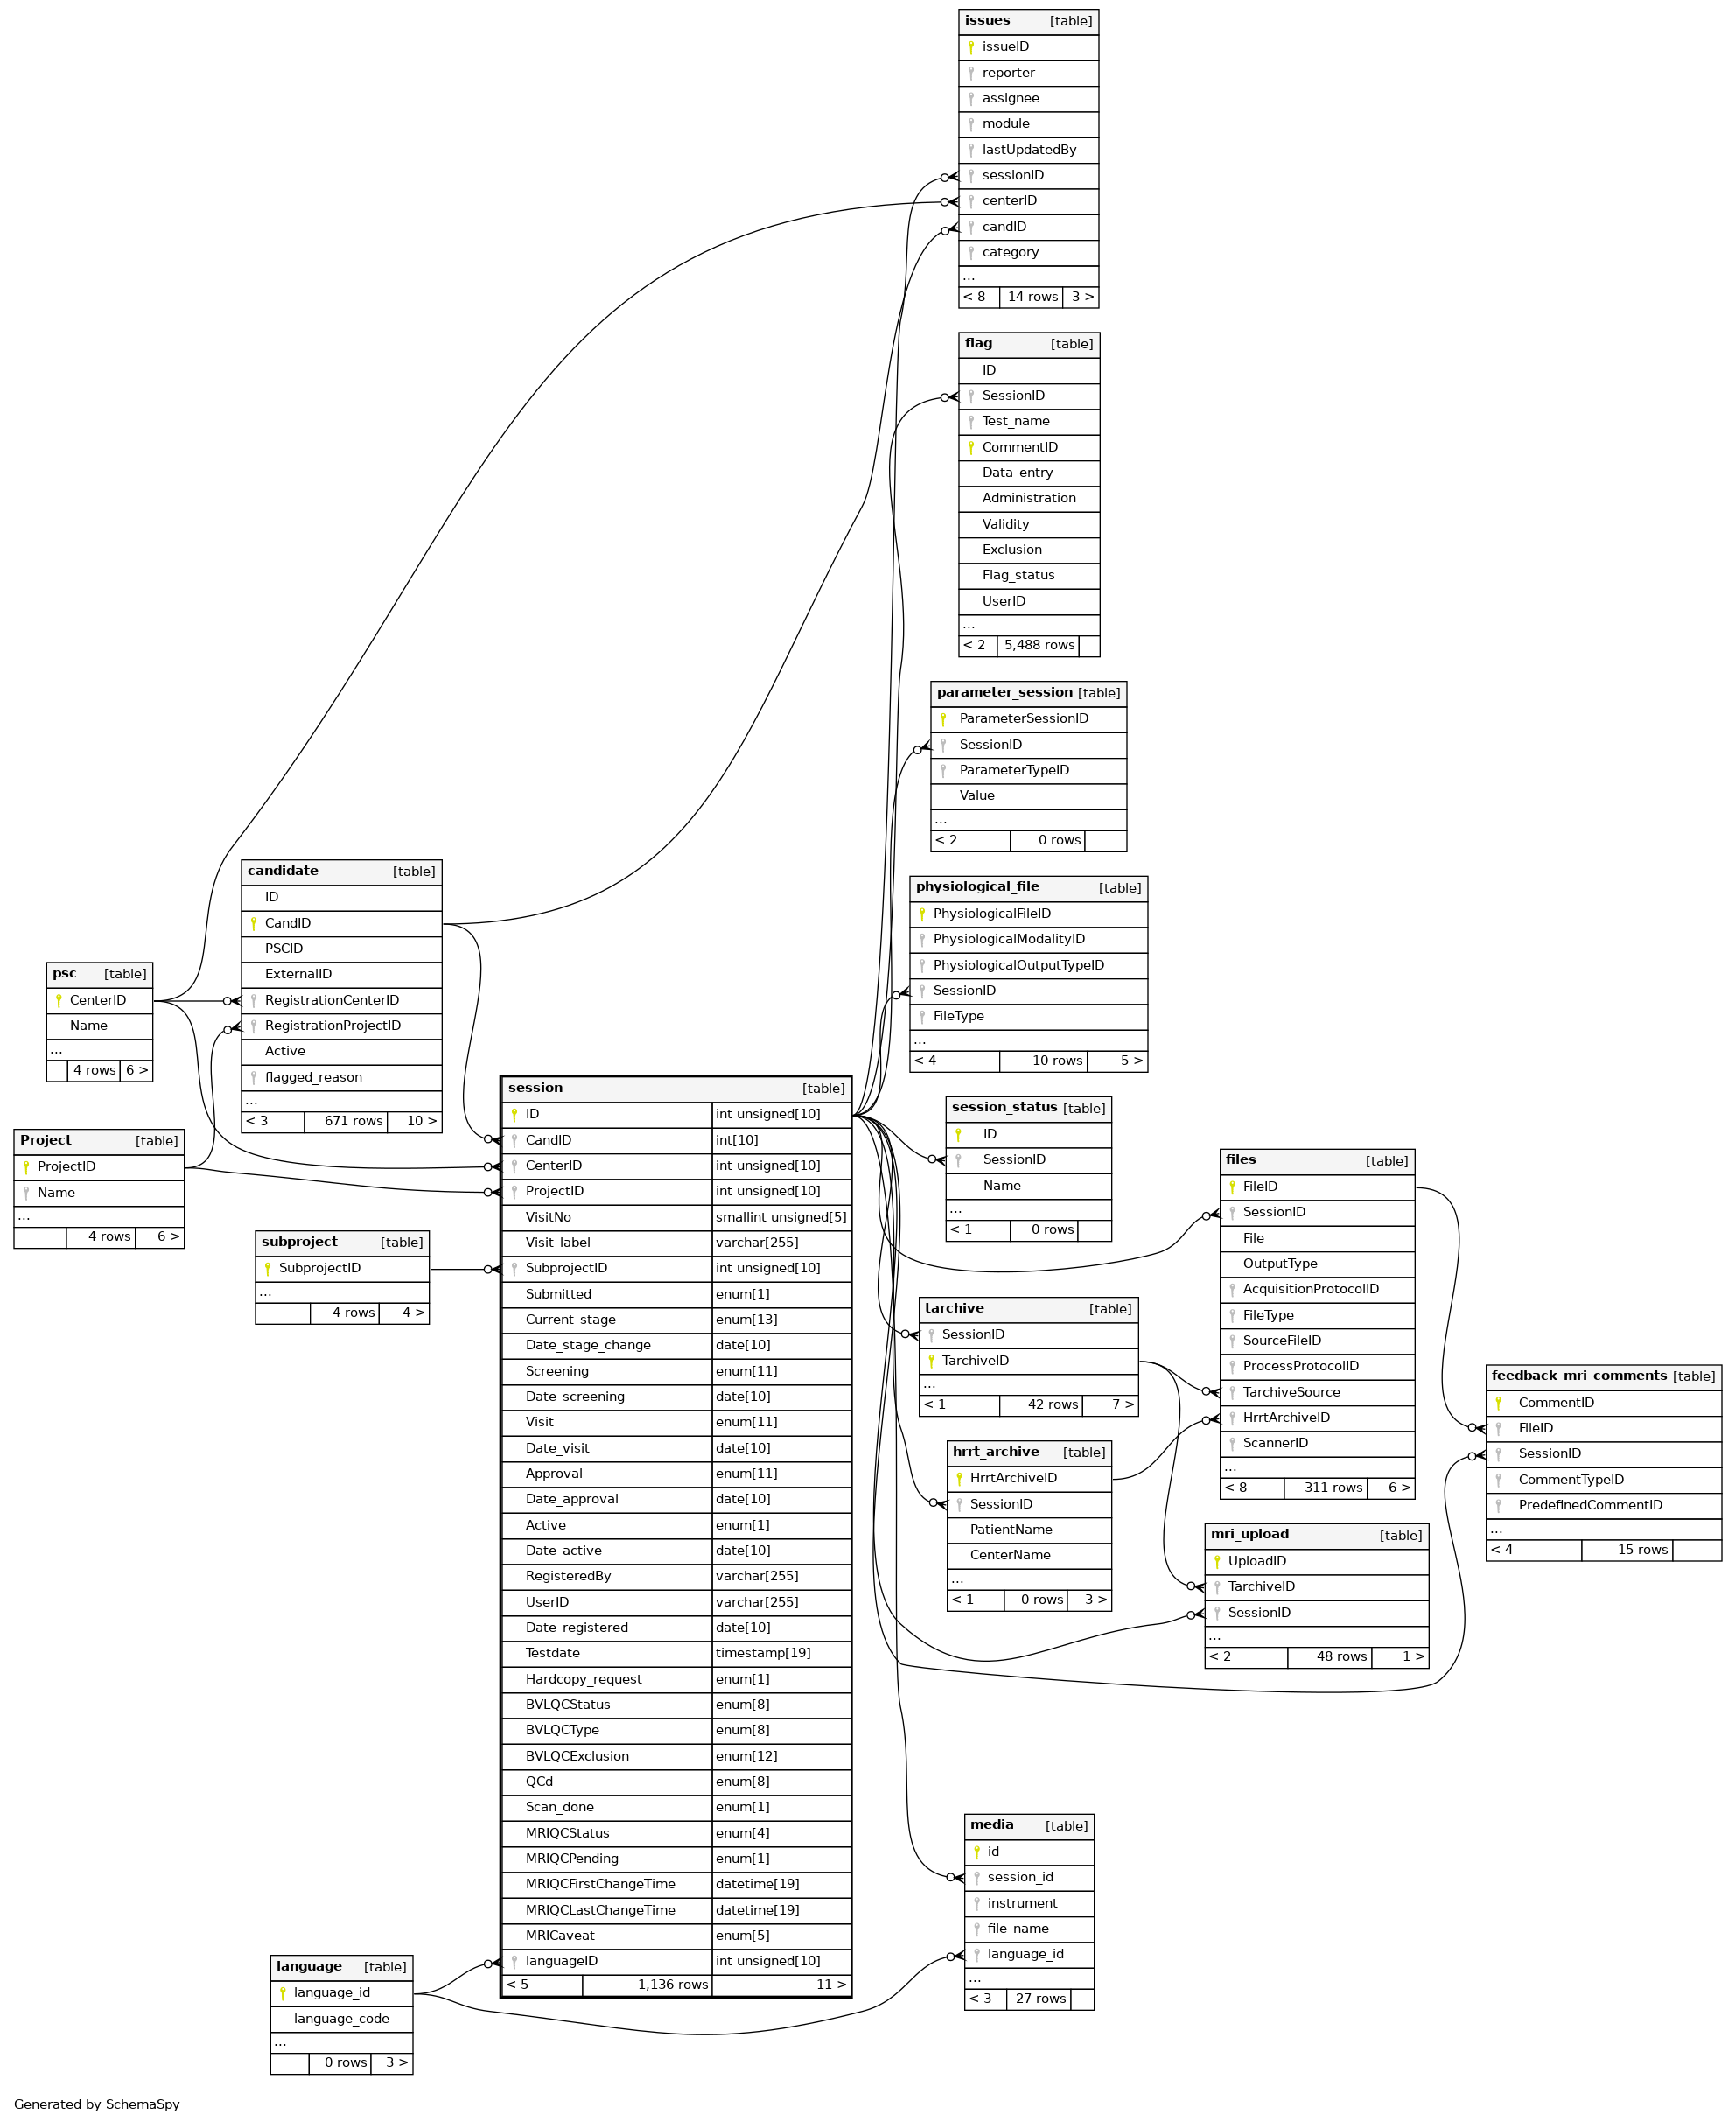 issues [table]
issueID
reporter
assignee
module
lastUpdatedBy
sessionID
centerID
candID
category
...
< 8 14 rows 3 >
flag [table]
ID
SessionID
Test_name
CommentID
Data_entry
Administration
Validity
Exclusion
Flag_status
UserID
...
< 2 5,488 rows
parameter_session [table]
ParameterSessionID
SessionID
ParameterTypeID
Value
...
< 2 0 rows
physiological_file [table]
PhysiologicalFileID
PhysiologicalModalityID
PhysiologicalOutputTypeID
SessionID
FileType
...
< 4 10 rows 5 >
candidate [table]
ID
CandID
PSCID
ExternalID
RegistrationCenterID
RegistrationProjectID
Active
flagged_reason
...
< 3 671 rows 10 >
psc [table]
CenterID
Name
...
4 rows 6 >
Project [table]
ProjectID
Name
...
4 rows 6 >
subproject [table]
SubprojectID
...
4 rows 4 >
session [table]
ID int unsigned[10]
CandID int[10]
CenterID int unsigned[10]
ProjectID int unsigned[10]
VisitNo smallint unsigned[5]
Visit_label varchar[255]
SubprojectID int unsigned[10]
Submitted enum[1]
Current_stage enum[13]
Date_stage_change date[10]
Screening enum[11]
Date_screening date[10]
Visit enum[11]
Date_visit date[10]
Approval enum[11]
Date_approval date[10]
Active enum[1]
Date_active date[10]
RegisteredBy varchar[255]
UserID varchar[255]
Date_registered date[10]
Testdate timestamp[19]
Hardcopy_request enum[1]
BVLQCStatus enum[8]
BVLQCType enum[8]
BVLQCExclusion enum[12]
QCd enum[8]
Scan_done enum[1]
MRIQCStatus enum[4]
MRIQCPending enum[1]
MRIQCFirstChangeTime datetime[19]
MRIQCLastChangeTime datetime[19]
MRICaveat enum[5]
languageID int unsigned[10]
< 5 1,136 rows 11 >
session_status [table]
ID
SessionID
Name
...
< 1 0 rows
files [table]
FileID
SessionID
File
OutputType
AcquisitionProtocolID
FileType
SourceFileID
ProcessProtocolID
TarchiveSource
HrrtArchiveID
ScannerID
...
< 8 311 rows 6 >
tarchive [table]
SessionID
TarchiveID
...
< 1 42 rows 7 >
feedback_mri_comments [table]
CommentID
FileID
SessionID
CommentTypeID
PredefinedCommentID
...
< 4 15 rows
hrrt_archive [table]
HrrtArchiveID
SessionID
PatientName
CenterName
...
< 1 0 rows 3 >
mri_upload [table]
UploadID
TarchiveID
SessionID
...
< 2 48 rows 1 >
media [table]
id
session_id
instrument
file_name
language_id
...
< 3 27 rows
language [table]
language_id
language_code
...
0 rows 3 >
Generated by SchemaSpy